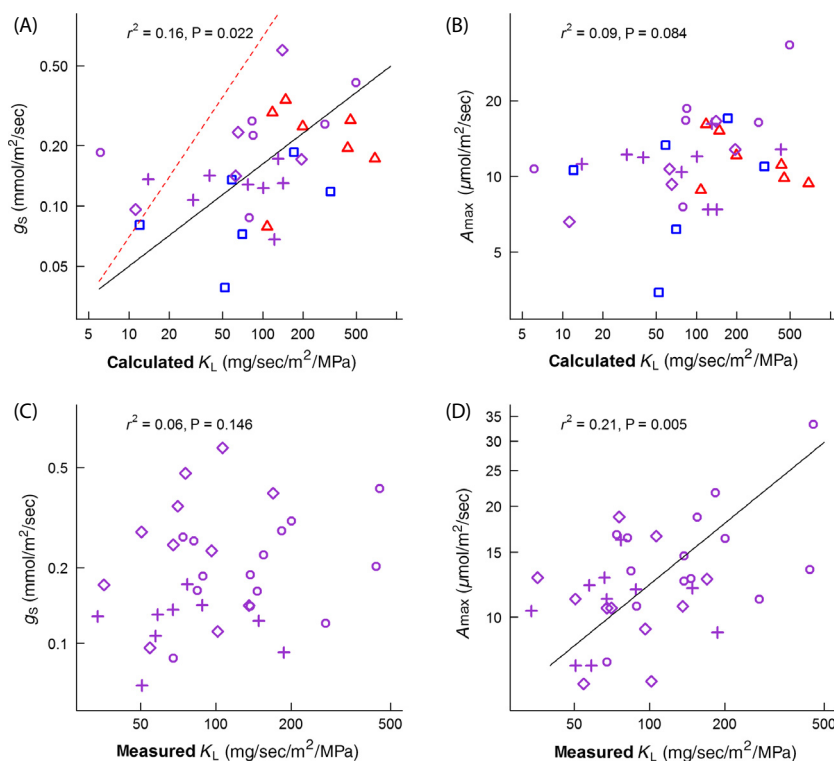 (A)
r² = 0.16, P = 0.022
gS (mmol/m²/sec)
0.50
0.20
0.10
0.05
5 10 20 50 100 200 500
Calculated KL (mg/sec/m²/MPa)
(B)
r² = 0.09, P = 0.084
Amax (µmol/m²/sec)
20
10
5
5 10 20 50 100 200 500
Calculated KL (mg/sec/m²/MPa)
(C)
r² = 0.06, P = 0.146
gS (mmol/m²/sec)
0.5
0.2
0.1
50 100 200 500
Measured KL (mg/sec/m²/MPa)
(D)
r² = 0.21, P = 0.005
Amax (µmol/m²/sec)
35
30
25
20
15
10
50 100 200 500
Measured KL (mg/sec/m²/MPa)